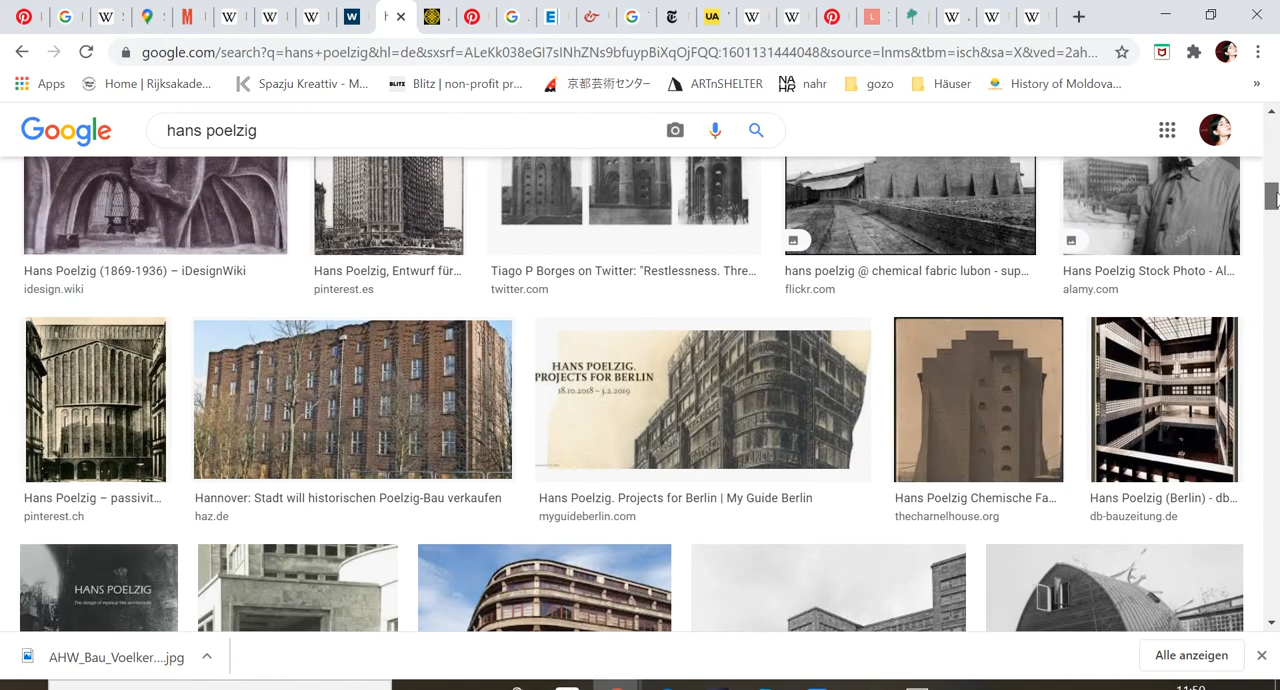 google.com/search?q=hans+poelzig&hl=de&sxsrf=ALeKk038eGI7sINhZNs9bfuypBiXqOjFQQ:1601131444048&source=lnms&tbm=isch&sa=X&ved=2ah...
Apps
Home | Rijksakade...
Spazju Kreattiv - M...
BLITZ
Blitz | non-profit pr...
京都芸術センター
ARTnSHELTER
NA HR
nahr
gozo
Häuser
History of Moldova...
»
Google
hans poelzig
Hans Poelzig (1869-1936) – iDesignWiki
idesign.wiki
Hans Poelzig, Entwurf für...
pinterest.es
Tiago P Borges on Twitter: "Restlessness. Thre...
twitter.com
hans poelzig @ chemical fabric lubon - sup...
flickr.com
alamy
Hans Poelzig Stock Photo - Al...
alamy.com
HANS POELZIG.
PROJECTS FOR BERLIN
18.10.2018 – 3.2.2019
Hans Poelzig – passivit...
pinterest.ch
Hannover: Stadt will historischen Poelzig-Bau verkaufen
haz.de
Hans Poelzig. Projects for Berlin | My Guide Berlin
myguideberlin.com
Hans Poelzig Chemische Fa...
thecharnelhouse.org
Hans Poelzig (Berlin) - db...
db-bauzeitung.de
HANS POELZIG
AHW_Bau_Voelker....jpg
Alle anzeigen